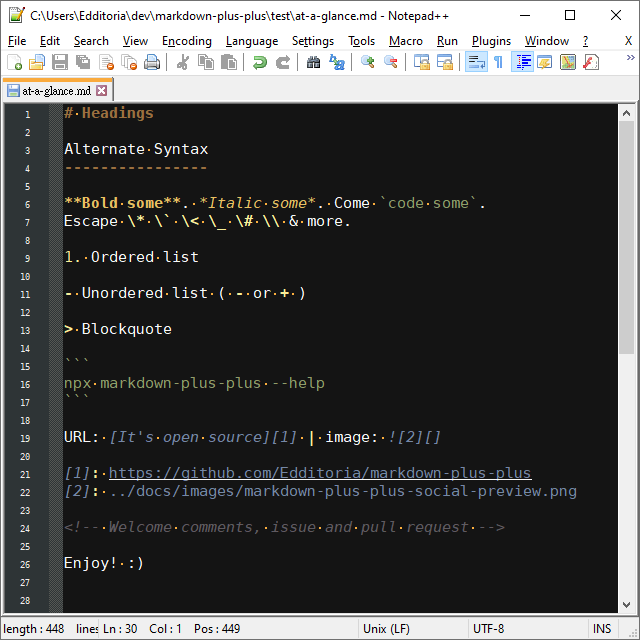 C:\Users\Edditoria\dev\markdown-plus-plus\test\at-a-glance.md - Notepad++
File Edit Search View Encoding Language Settings Tools Macro Run Plugins Window ? X
at-a-glance.md
1 # Headings
2
3 Alternate Syntax
4 ----------------
5
6 **Bold some**. *Italic some*. Come `code some`.
7 Escape \* \` \< \_ \# \\ & more.
8
9 1. Ordered list
10
11 - Unordered list ( - or + )
12
13 > Blockquote
14
15 ```
16 npx markdown-plus-plus --help
17 ```
18
19 URL: [It's open source][1] | image: ![2][]
20
21 [1]: https://github.com/Edditoria/markdown-plus-plus
22 [2]: ../docs/images/markdown-plus-plus-social-preview.png
23
24 <!-- Welcome comments, issue and pull request -->
25
26 Enjoy! :)
27
28
length : 448 lines Ln : 30 Col : 1 Pos : 449 Unix (LF) UTF-8 INS